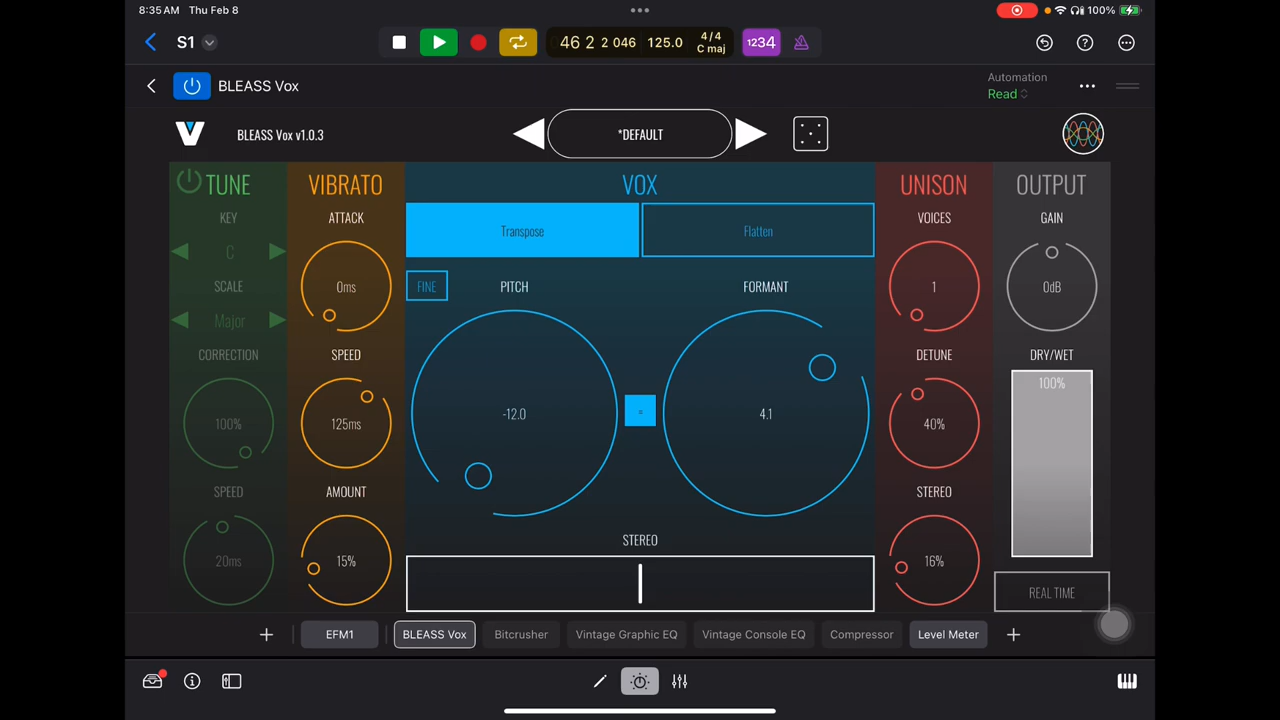 8:35 AM Thu Feb 8 100%
S1 46 2 2 046 125.0 4/4 C maj 1234
BLEASS Vox
Automation
Read
BLEASS Vox v1.0.3 *DEFAULT
TUNE VIBRATO VOX UNISON OUTPUT
KEY ATTACK VOICES GAIN
Transpose Flatten
C
SCALE 0ms FINE PITCH FORMANT 1 0dB
Major
CORRECTION SPEED DETUNE DRY/WET
100%
-12.0 = 4.1
100% 125ms 40%
SPEED AMOUNT STEREO
STEREO
20ms 15% 16%
REAL TIME
EFM1 BLEASS Vox Bitcrusher Vintage Graphic EQ Vintage Console EQ Compressor Level Meter